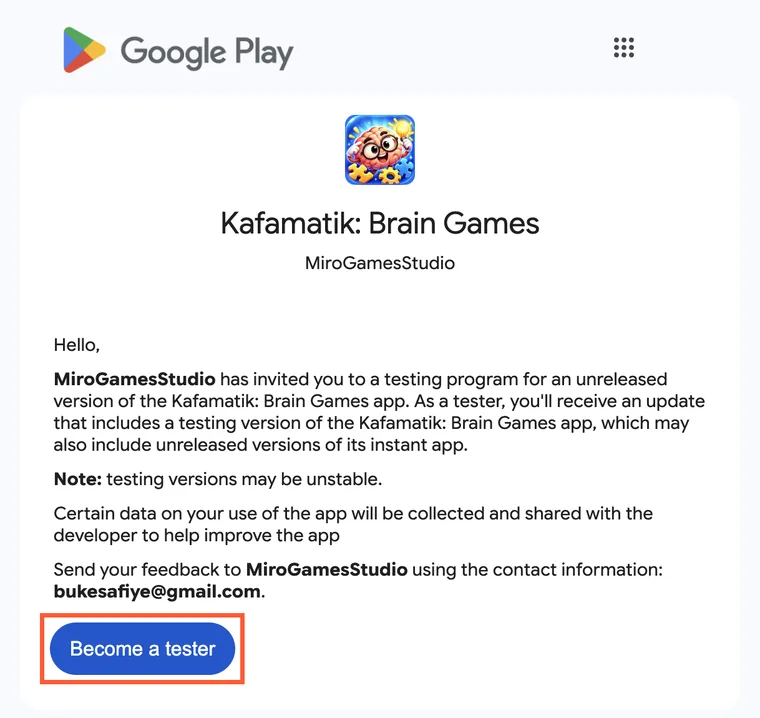 Google Play
Kafamatik: Brain Games
MiroGamesStudio
Hello,
MiroGamesStudio has invited you to a testing program for an unreleased
version of the Kafamatik: Brain Games app. As a tester, you'll receive an update
that includes a testing version of the Kafamatik: Brain Games app, which may
also include unreleased versions of its instant app.
Note: testing versions may be unstable.
Certain data on your use of the app will be collected and shared with the
developer to help improve the app
Send your feedback to MiroGamesStudio using the contact information:
bukesafiye@gmail.com.
Become a tester